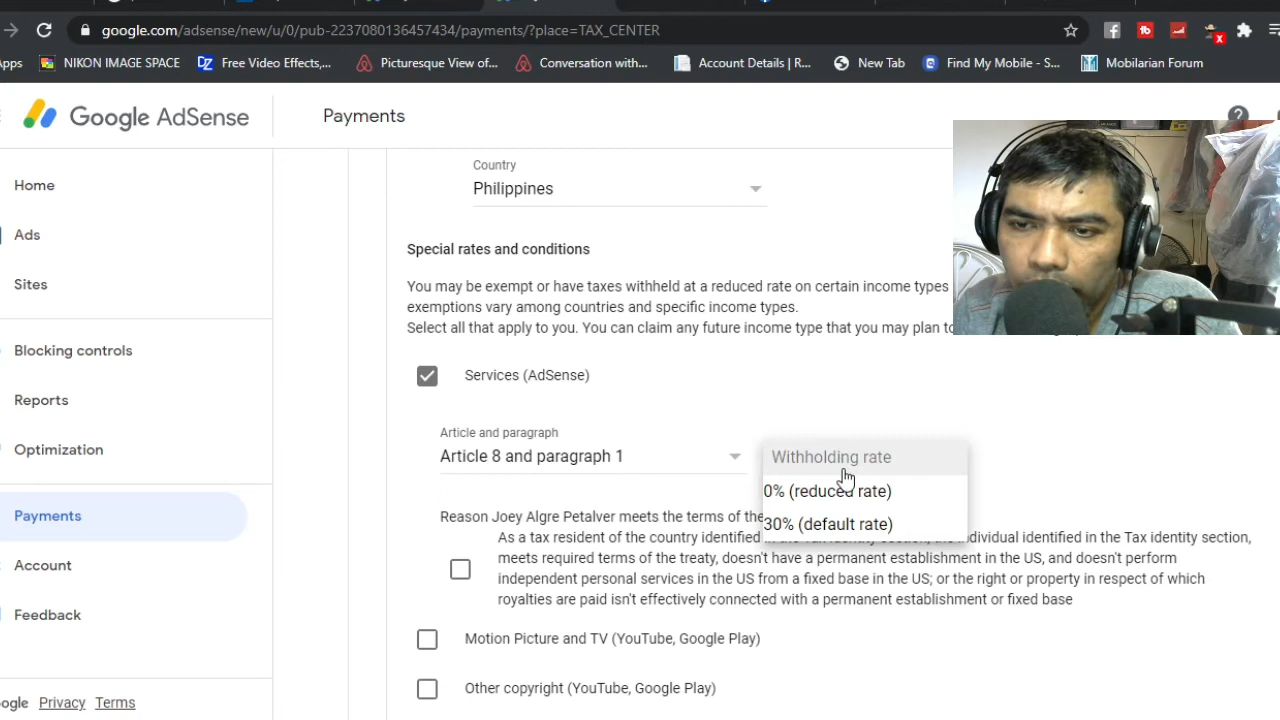 google.com/adsense/new/u/0/pub-2237080136457434/payments/?place=TAX_CENTER
pps NIKON IMAGE SPACE Free Video Effects,... Picturesque View of... Conversation with... Account Details | R... New Tab Find My Mobile - S... Mobilarian Forum
Google AdSense Payments ?
Country
Philippines
Home
Ads
Sites
Blocking controls
Reports
Optimization
Payments
Account
Feedback
ogle Privacy Terms
Special rates and conditions
You may be exempt or have taxes withheld at a reduced rate on certain income types
exemptions vary among countries and specific income types.
Select all that apply to you. You can claim any future income type that you may plan to
Services (AdSense)
Article and paragraph
Article 8 and paragraph 1
Withholding rate
0% (reduced rate)
30% (default rate)
Reason Joey Algre Petalver meets the terms of the
As a tax resident of the country identified in the Tax identity section, the individual identified in the Tax identity section,
meets required terms of the treaty, doesn't have a permanent establishment in the US, and doesn't perform
independent personal services in the US from a fixed base in the US; or the right or property in respect of which
royalties are paid isn't effectively connected with a permanent establishment or fixed base
Motion Picture and TV (YouTube, Google Play)
Other copyright (YouTube, Google Play)